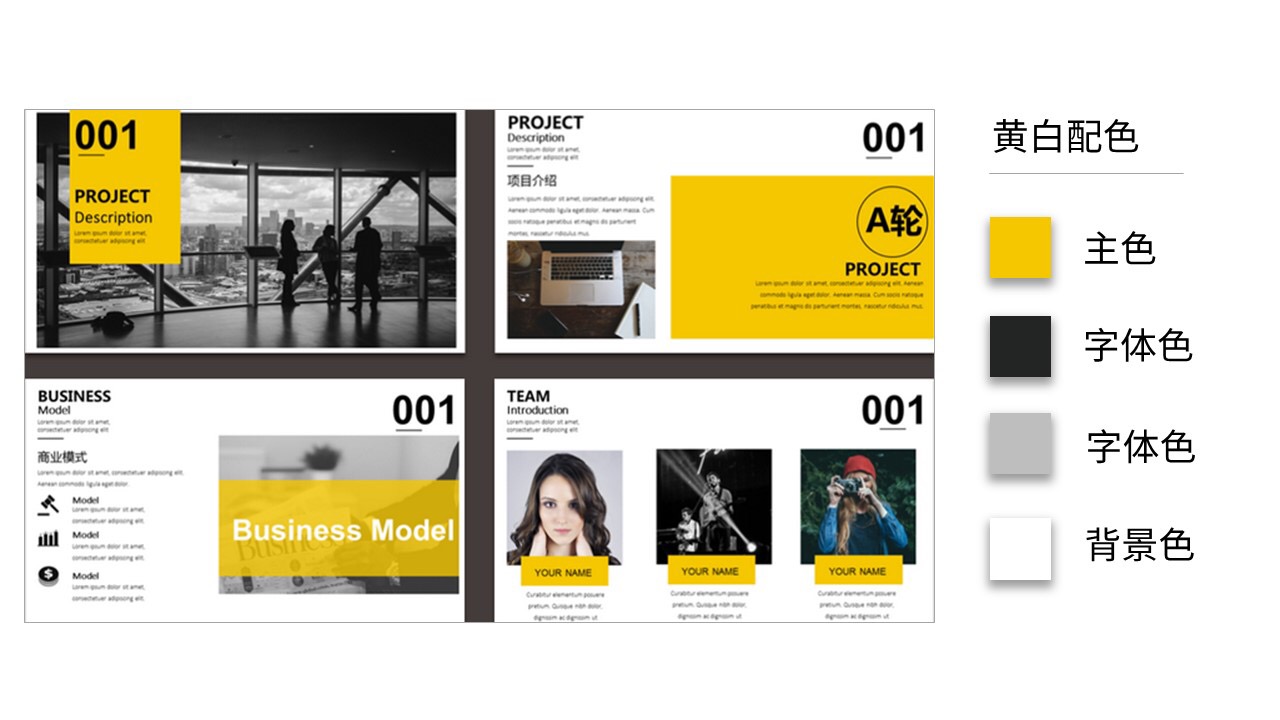 001
PROJECT
Description
Lorem ipsum dolor sit amet,
consectetuer adipiscing elit
PROJECT
Description
Lorem ipsum dolor sit amet,
consectetuer adipiscing elit
001
项目介绍
Lorem ipsum dolor sit amet, consectetuer adipiscing elit.
Aenean commodo ligula eget dolor. Aenean massa. Cum
sociis natoque penatibus et magnis dis parturient
montes, nascetur ridiculus mus.
A轮
PROJECT
Lorem ipsum dolor sit amet, consectetuer adipiscing elit. Aenean
commodo ligula eget dolor. Aenean massa. Cum sociis natoque
penatibus et magnis dis parturient montes, nascetur ridiculus mus.
BUSINESS
Model
Lorem ipsum dolor sit amet,
consectetuer adipiscing elit
001
商业模式
Lorem ipsum dolor sit amet, consectetuer adipiscing elit.
Aenean commodo ligula eget dolor.
Model
Lorem ipsum dolor sit amet,
consectetuer adipiscing elit.
Model
Lorem ipsum dolor sit amet,
consectetuer adipiscing elit.
Model
Lorem ipsum dolor sit amet,
consectetuer adipiscing elit.
Business Model
TEAM
Introduction
Lorem ipsum dolor sit amet,
consectetuer adipiscing elit
001
YOUR NAME
Curabitur elementum posuere
pretium. Quisque nibh dolor,
dignissim ac dignissim ut
YOUR NAME
Curabitur elementum posuere
pretium. Quisque nibh dolor,
dignissim ac dignissim ut
YOUR NAME
Curabitur elementum posuere
pretium. Quisque nibh dolor,
dignissim ac dignissim ut
黄白配色
主色
字体色
字体色
背景色